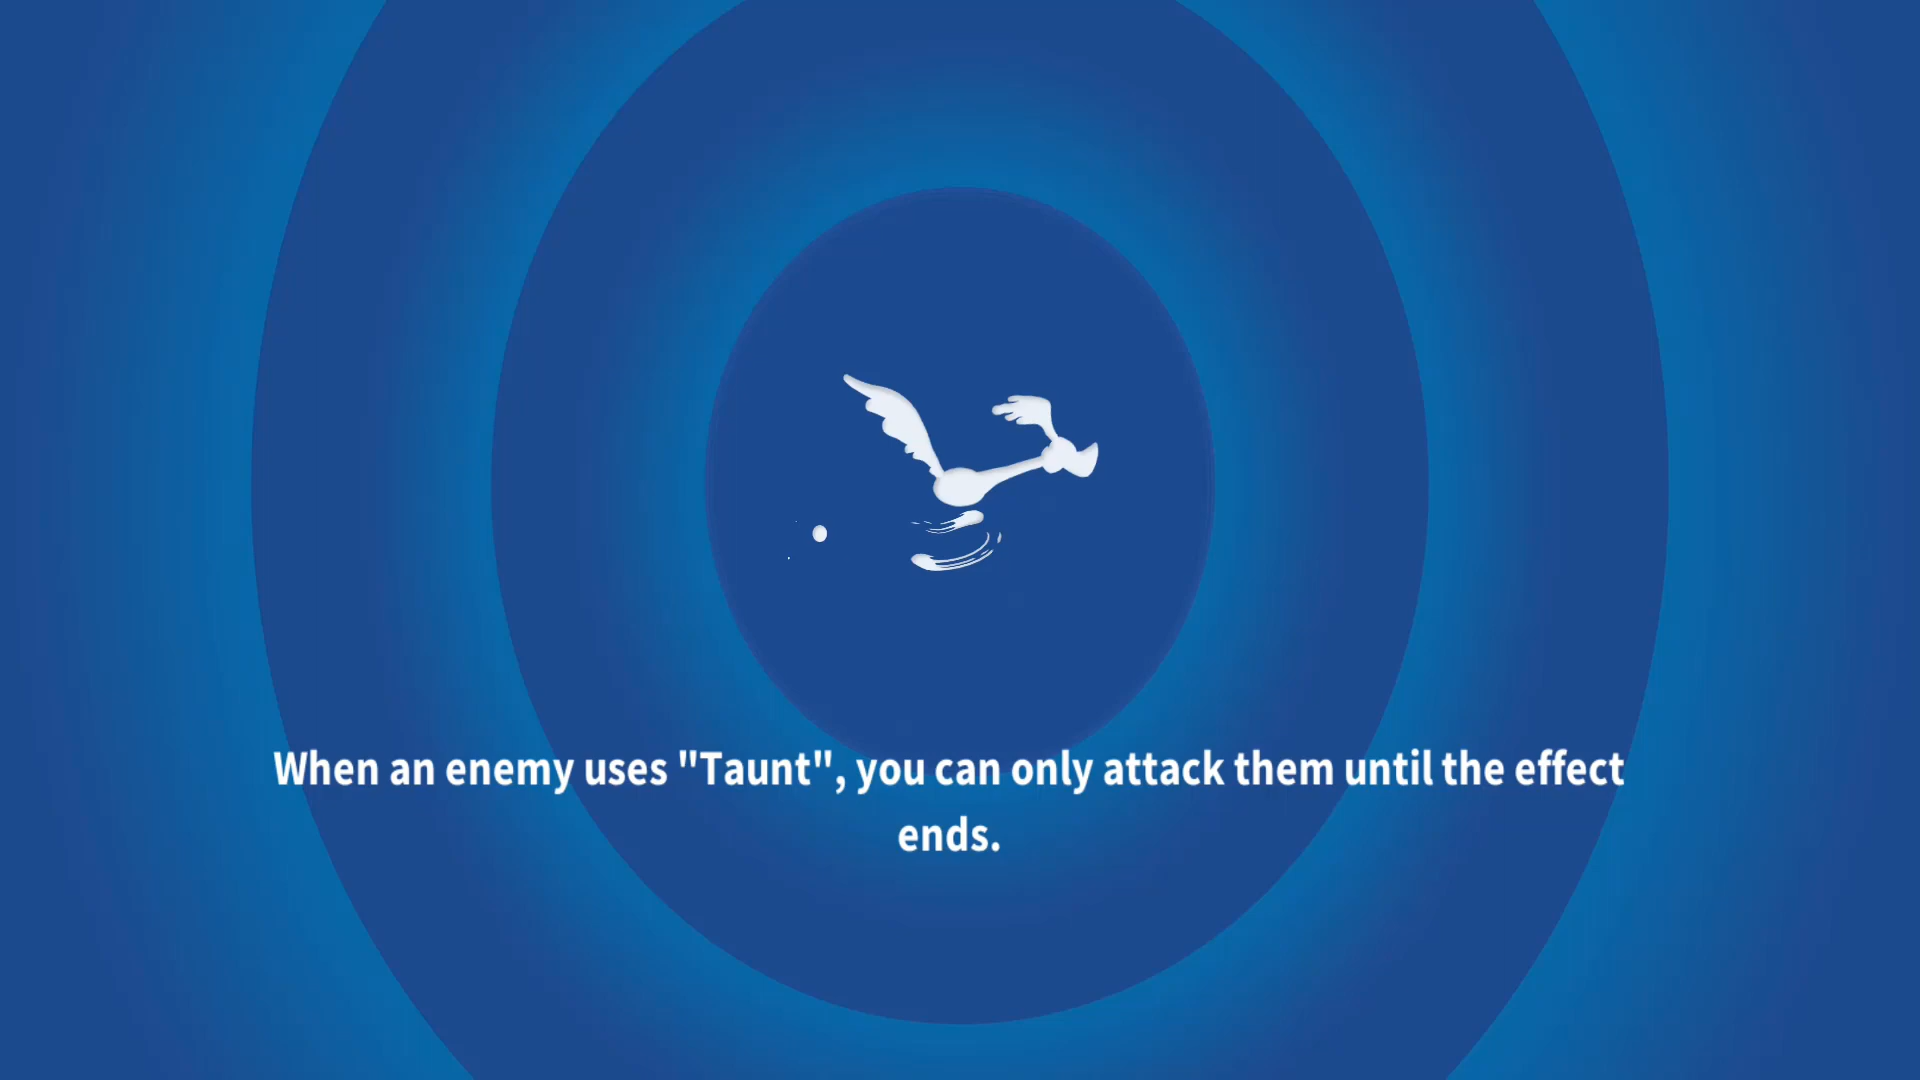 When an enemy uses "Taunt", you can only attack them until the effect
ends.